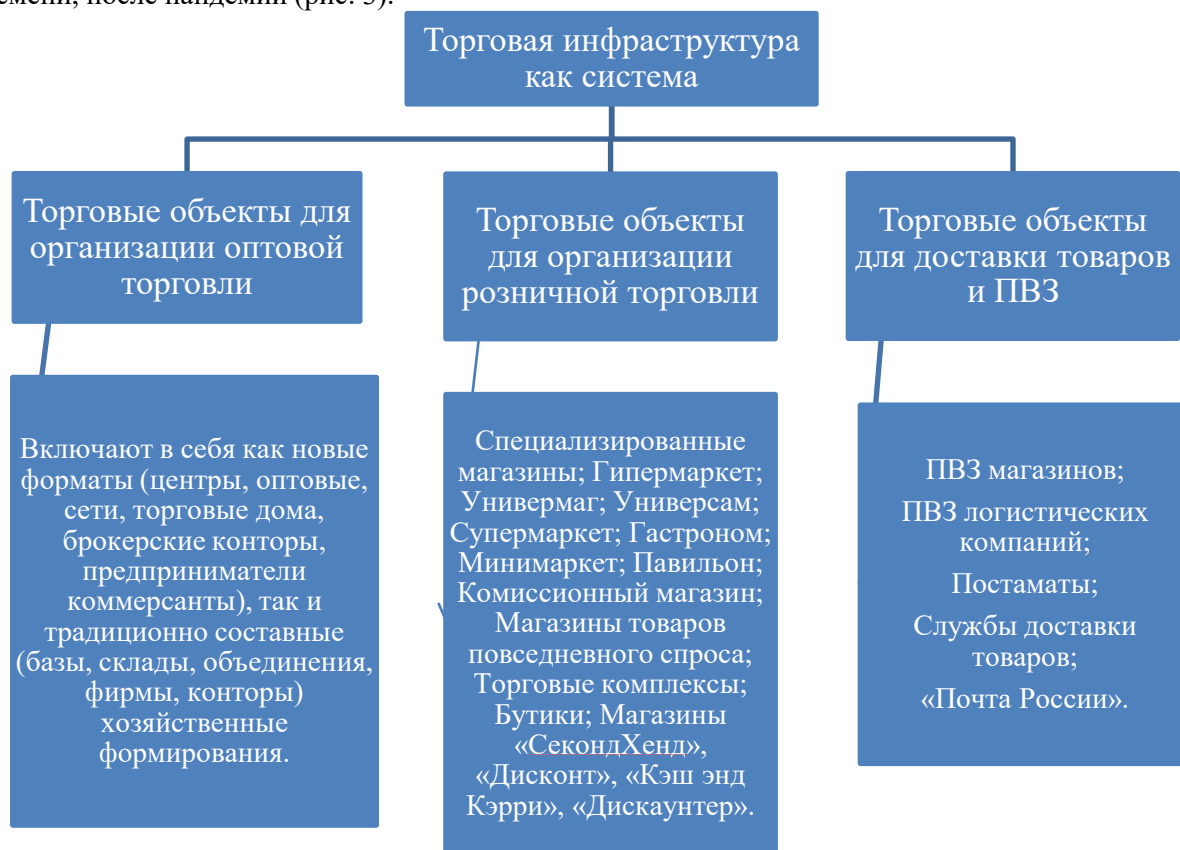 после пандемии (рис. 3).
Торговая инфраструктура
как система
Торговые объекты для
организации оптовой
торговли
Торговые объекты
для организации
розничной торговли
Торговые объекты
для доставки товаров
и ПВЗ
Включают в себя как новые
форматы (центры, оптовые,
сети, торговые дома,
брокерские конторы,
предприниматели
коммерсанты), так и
традиционно составные
(базы, склады, объединения,
фирмы, конторы)
хозяйственные
формирования.
Специализированные
магазины; Гипермаркет;
Универмаг; Универсам;
Супермаркет; Гастроном;
Минимаркет; Павильон;
Комиссионный магазин;
Магазины товаров
повседневного спроса;
Торговые комплексы;
Бутики; Магазины
«СекондХенд»,
«Дисконт», «Кэш энд
Кэрри», «Дискаунтер».
ПВЗ магазинов;
ПВЗ логистических
компаний;
Постаматы;
Службы доставки
товаров;
«Почта России».